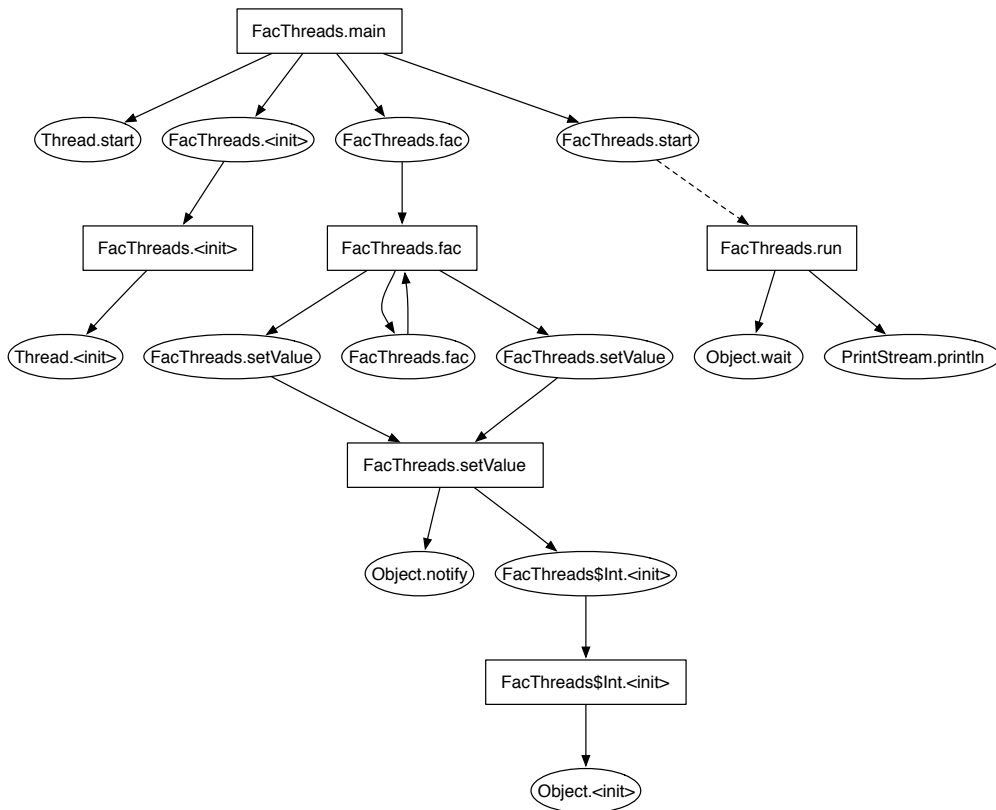 FacThreads.main
Thread.start
FacThreads.<init>
FacThreads.fac
FacThreads.start
FacThreads.<init>
FacThreads.fac
FacThreads.run
Thread.<init>
FacThreads.setValue
FacThreads.fac
FacThreads.setValue
Object.wait
PrintStream.println
FacThreads.setValue
Object.notify
FacThreads$Int.<init>
FacThreads$Int.<init>
Object.<init>